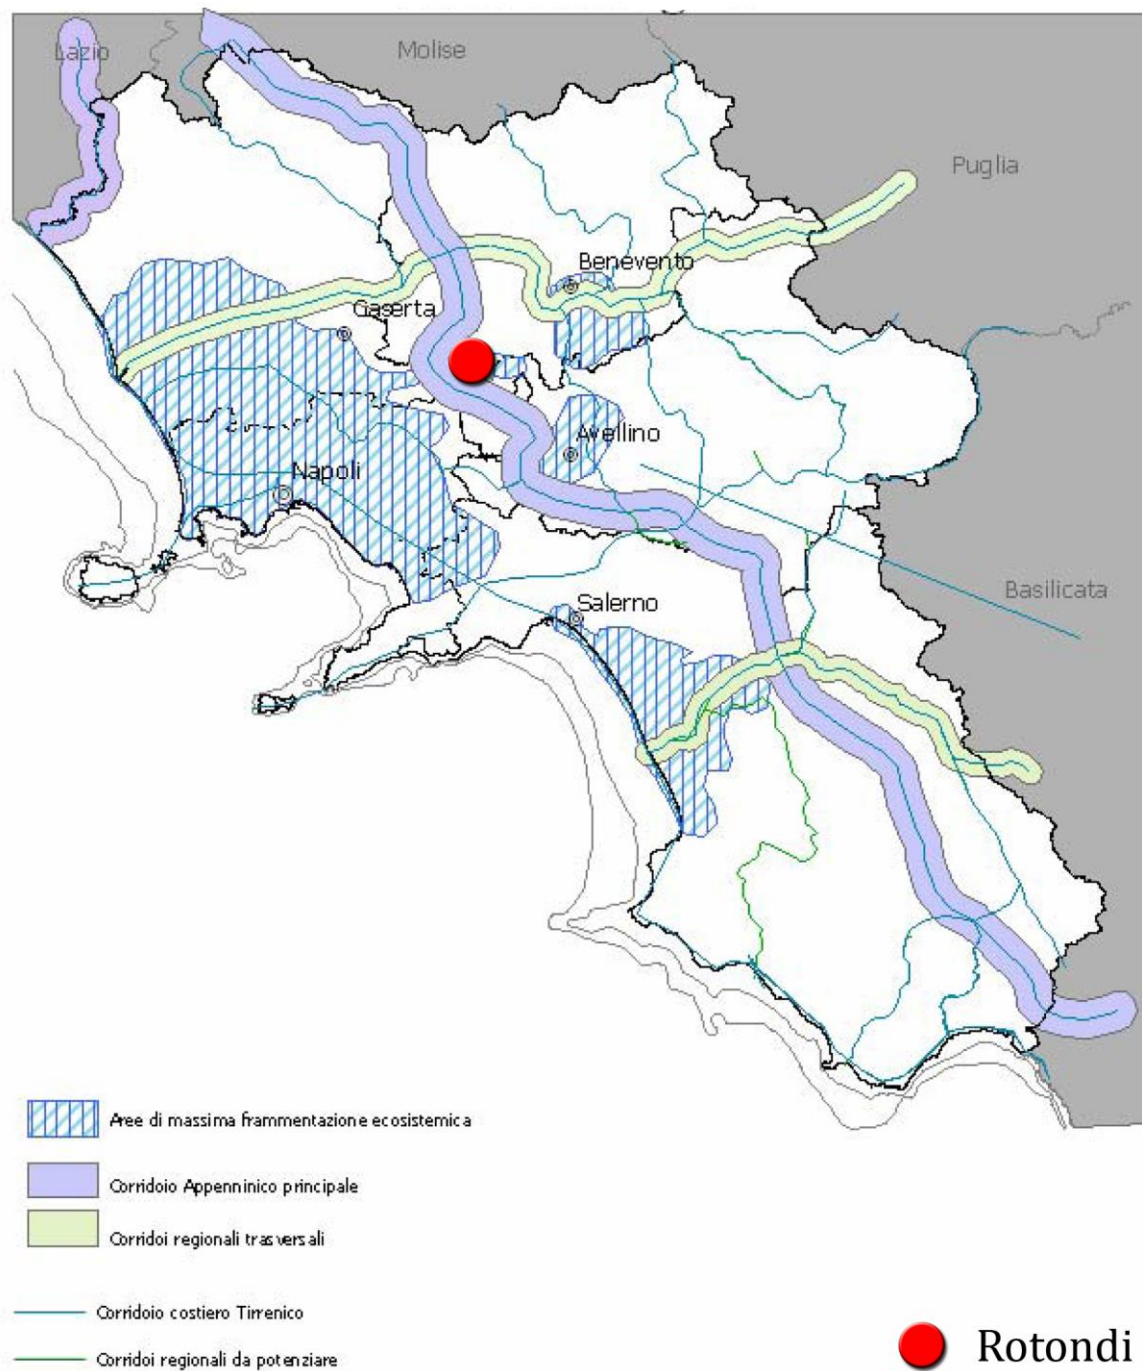 Lazio
Molise
Puglia
Benevento
Caserta
Avellino
Napoli
Salerno
Basilicata
Aree di massima frammentazione ecosistemica
Corridoio Appenninico principale
Corridoi regionali trasversali
Corridoio costiero Tirrenico
Corridoi regionali da potenziare
Rotondi